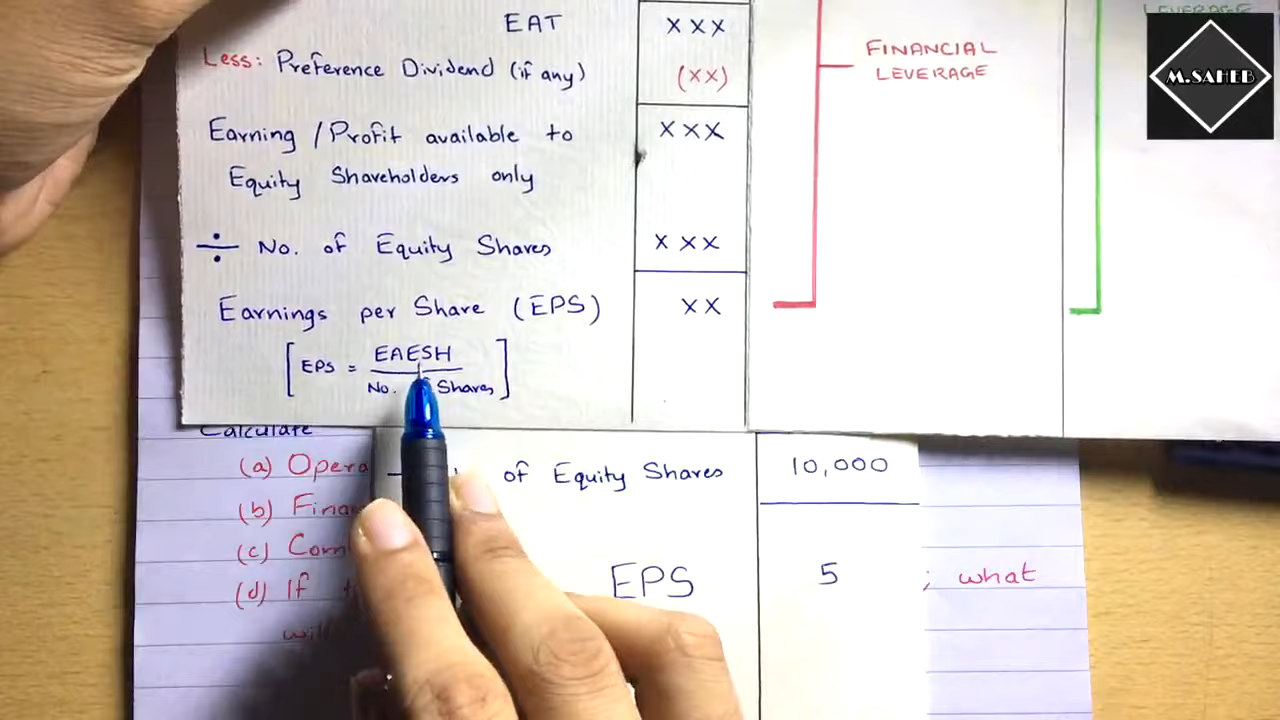 EAT XXX
Less: Preference Dividend (if any) (XX)
Earning / Profit available to XXX
Equity Shareholders only
÷ No. of Equity Shares XXX
Earnings per Share (EPS) XX
[EPS = EAESH / No. Shares]
FINANCIAL
LEVERAGE
LEVERAGE
M.SAHEB
Calculate
(a) Opera
(b) Fina
(c) Com
(d) If
will
of Equity Shares 10,000
EPS 5
; what